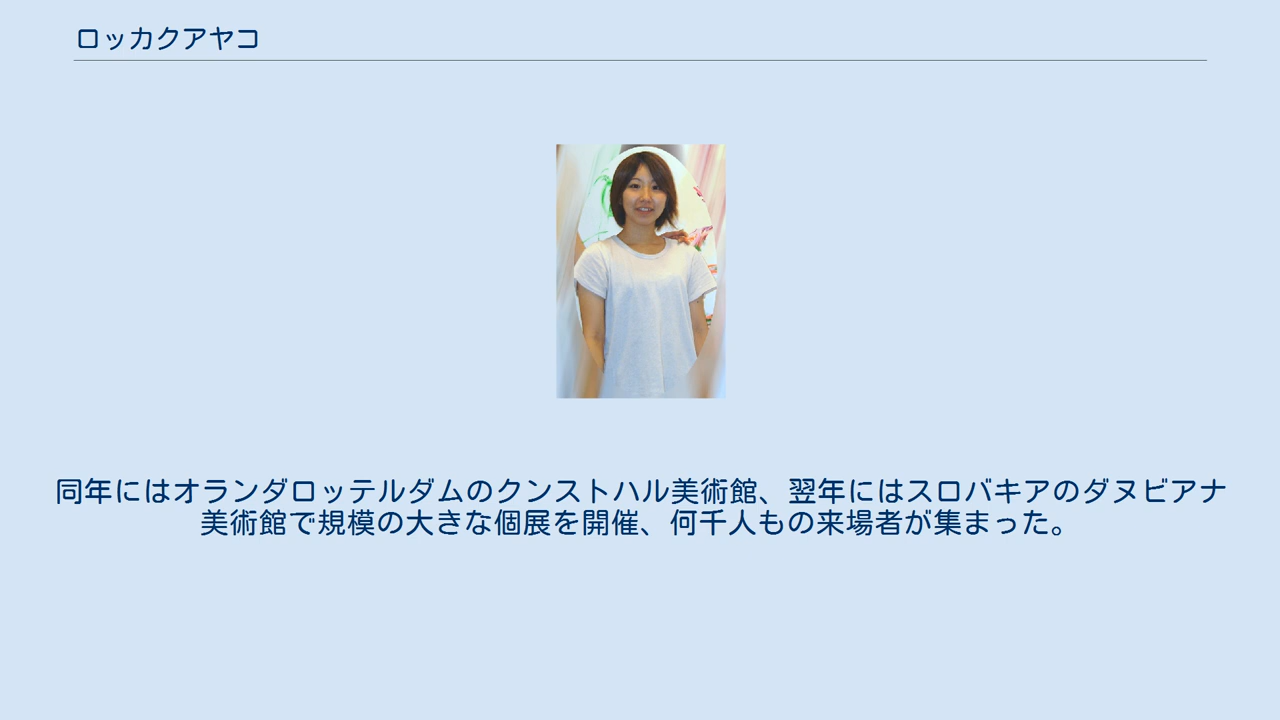 ロッカクアヤコ
同年にはオランダロッテルダムのクンストハル美術館、翌年にはスロバキアのダヌビアナ
美術館で規模の大きな個展を開催、何千人もの来場者が集まった。